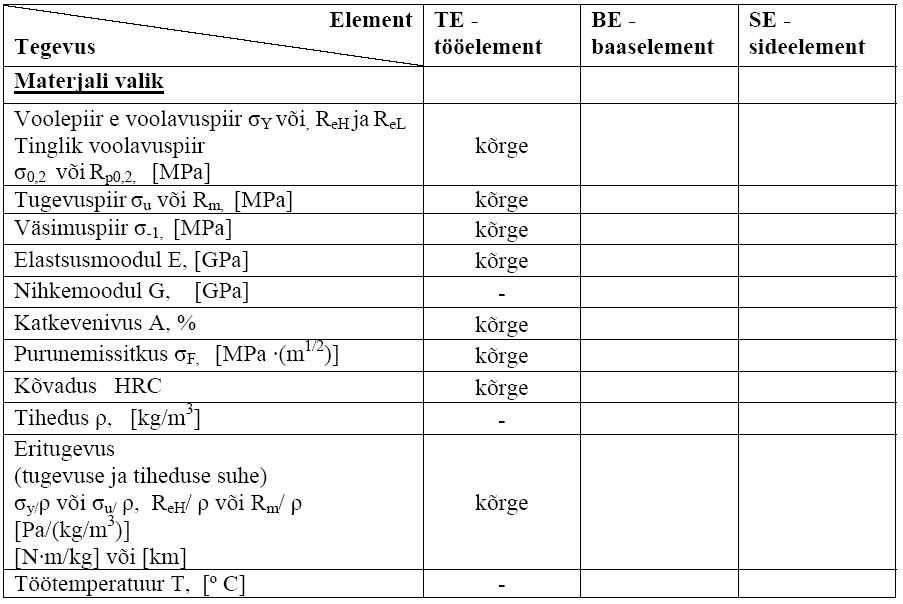 Element
Tegevus
TE -
tööelement
BE -
baaselement
SE -
sideelement
Materjali valik
Voolepiir e voolavuspiir σY või, ReH ja ReL
Tinglik voolavuspiir
σ0,2 või Rp0,2, [MPa]
kõrge
Tugevuspiir σu või Rm, [MPa]
kõrge
Väsimuspiir σ-1, [MPa]
kõrge
Elastsusmoodul E, [GPa]
kõrge
Nihkemoodul G, [GPa]
-
Katkevenivus A, %
kõrge
Purunemissitkus σF, [MPa ·(m1/2)]
kõrge
Kõvadus HRC
kõrge
Tihedus ρ, [kg/m3]
-
Eritugevus
(tugevuse ja tiheduse suhe)
σy/ρ või σu/ ρ, ReH/ ρ või Rm/ ρ
[Pa/(kg/m3)]
[N·m/kg] või [km]
kõrge
Töötemperatuur T, [º C]
-